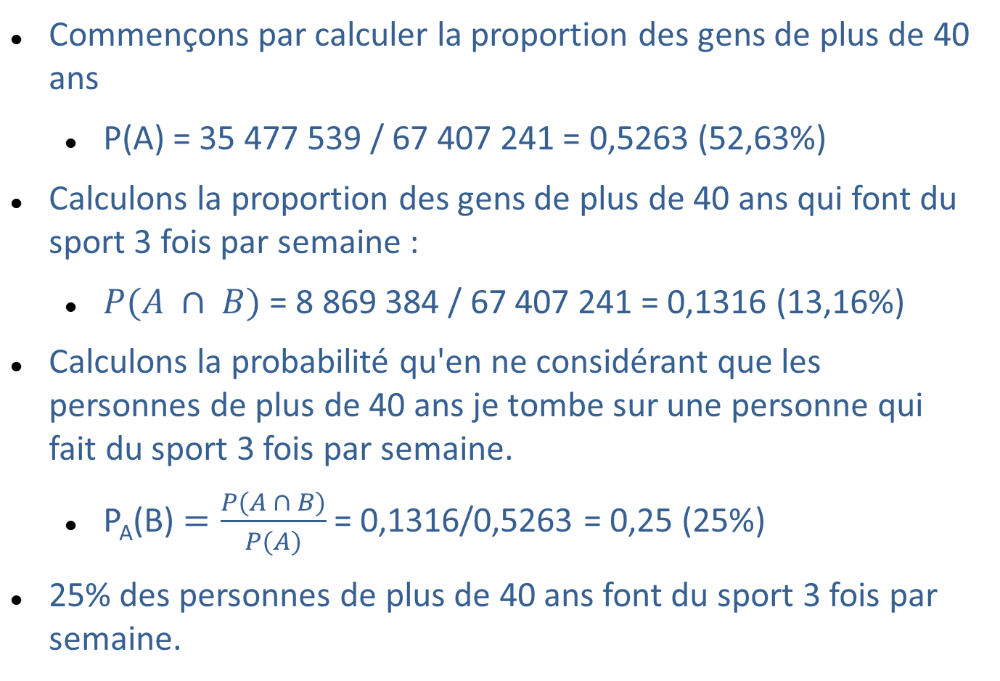 • Commençons par calculer la proportion des gens de plus de 40
ans
• P(A) = 35 477 539 / 67 407 241 = 0,5263 (52,63%)
• Calculons la proportion des gens de plus de 40 ans qui font du
sport 3 fois par semaine :
• P(A ∩ B) = 8 869 384 / 67 407 241 = 0,1316 (13,16%)
• Calculons la probabilité qu'en ne considérant que les
personnes de plus de 40 ans je tombe sur une personne qui
fait du sport 3 fois par semaine.
• P_A(B) = P(A ∩ B)/P(A) = 0,1316/0,5263 = 0,25 (25%)
• 25% des personnes de plus de 40 ans font du sport 3 fois par
semaine.